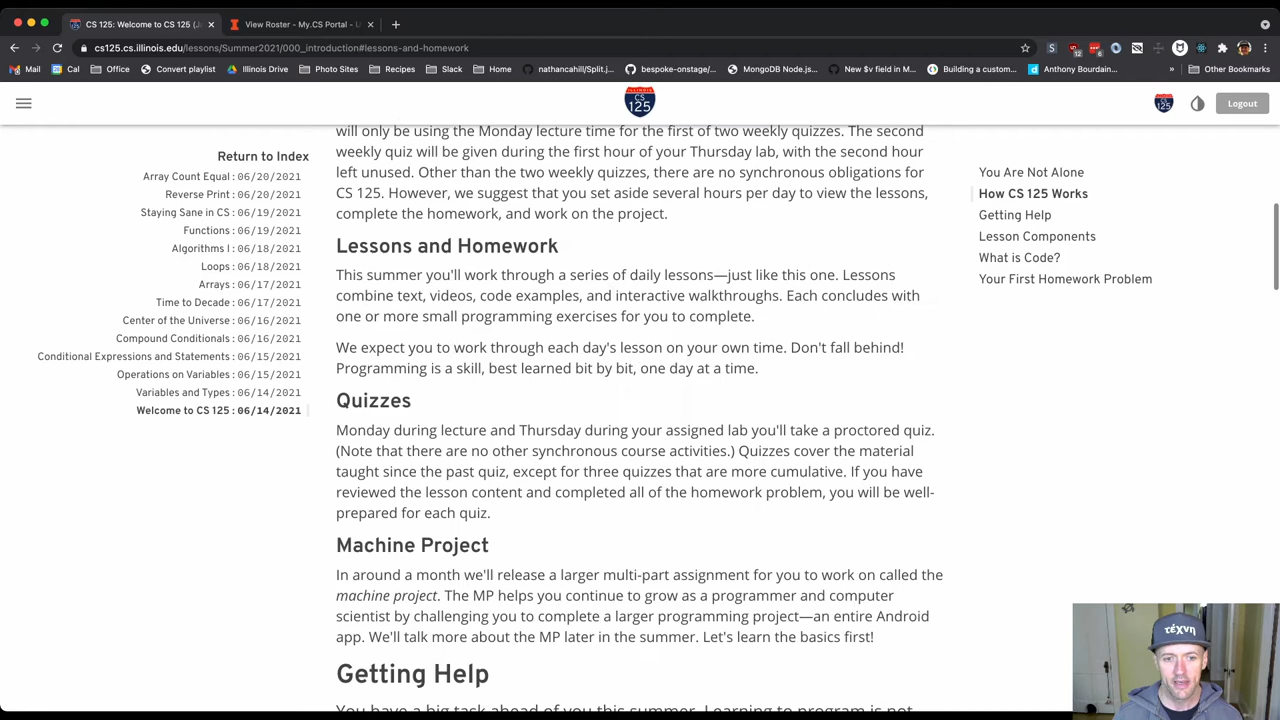 CS 125: Welcome to CS 125 (J
View Roster - My.CS Portal - U
cs125.cs.illinois.edu/lessons/Summer2021/000_introduction#lessons-and-homework
Mail
Cal
Office
Convert playlist
Illinois Drive
Photo Sites
Recipes
Slack
Home
nathancahill/Split.j...
bespoke-onstage/...
MongoDB Node.js...
New $v field in M...
Building a custom...
Anthony Bourdain...
»
Other Bookmarks
ILLINOIS
CS
125
Logout
Return to Index
Array Count Equal : 06/20/2021
Reverse Print : 06/20/2021
Staying Sane in CS : 06/19/2021
Functions : 06/19/2021
Algorithms I : 06/18/2021
Loops : 06/18/2021
Arrays : 06/17/2021
Time to Decade : 06/17/2021
Center of the Universe : 06/16/2021
Compound Conditionals : 06/16/2021
Conditional Expressions and Statements : 06/15/2021
Operations on Variables : 06/15/2021
Variables and Types : 06/14/2021
Welcome to CS 125 : 06/14/2021
will only be using the Monday lecture time for the first of two weekly quizzes. The second
weekly quiz will be given during the first hour of your Thursday lab, with the second hour
left unused. Other than the two weekly quizzes, there are no synchronous obligations for
CS 125. However, we suggest that you set aside several hours per day to view the lessons,
complete the homework, and work on the project.
Lessons and Homework
This summer you'll work through a series of daily lessons—just like this one. Lessons
combine text, videos, code examples, and interactive walkthroughs. Each concludes with
one or more small programming exercises for you to complete.
We expect you to work through each day's lesson on your own time. Don't fall behind!
Programming is a skill, best learned bit by bit, one day at a time.
Quizzes
Monday during lecture and Thursday during your assigned lab you'll take a proctored quiz.
(Note that there are no other synchronous course activities.) Quizzes cover the material
taught since the past quiz, except for three quizzes that are more cumulative. If you have
reviewed the lesson content and completed all of the homework problem, you will be well-
prepared for each quiz.
Machine Project
In around a month we'll release a larger multi-part assignment for you to work on called the
machine project. The MP helps you continue to grow as a programmer and computer
scientist by challenging you to complete a larger programming project—an entire Android
app. We'll talk more about the MP later in the summer. Let's learn the basics first!
Getting Help
You have a big task ahead of you this summer. Learning to program is not
You Are Not Alone
How CS 125 Works
Getting Help
Lesson Components
What is Code?
Your First Homework Problem
τέχνη